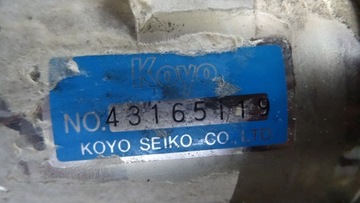 Koyo
NO. 43165119
KOYO SEIKO CO., LTD.